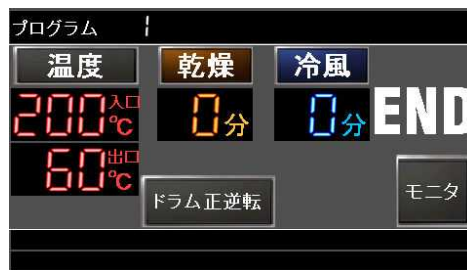 プログラム 1
温度 乾燥 冷風
200℃ 入口 0分 0分 END
60℃ 出口
ドラム正逆転 モニタ